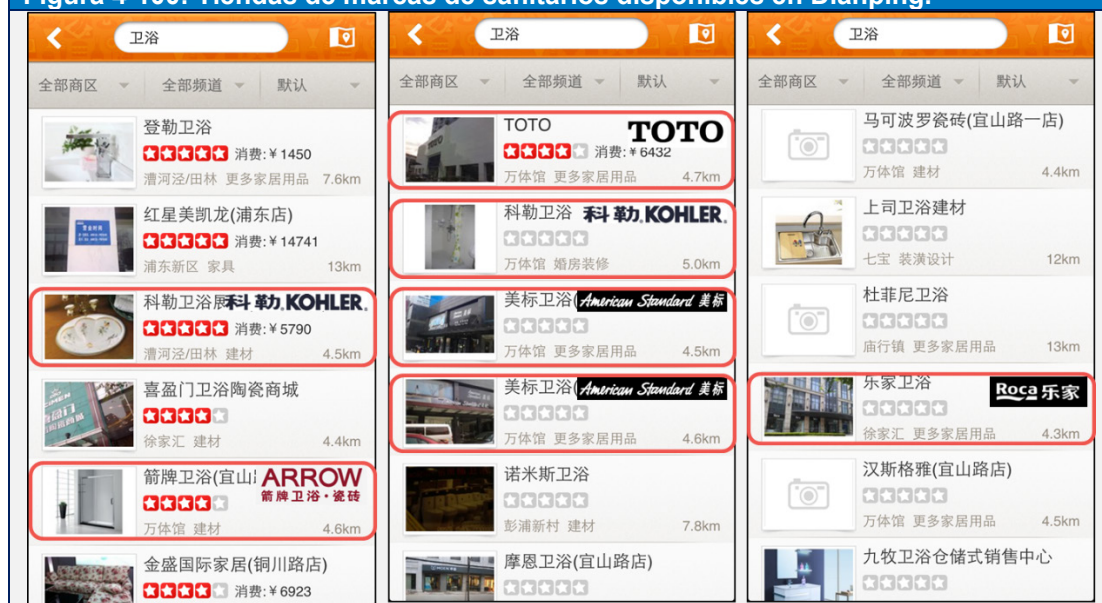 Figura 4-100. Tiendas de marcas de sanitarios disponibles en Dianping.
卫浴
全部商区 全部频道 默认
登勒卫浴
消费:¥1450
漕河泾/田林 更多家居用品 7.6km
红星美凯龙(浦东店)
消费:¥14741
浦东新区 家具 13km
科勒卫浴展
科勒.KOHLER.
消费:¥5790
漕河泾/田林 建材 4.5km
喜盈门卫浴陶瓷商城
徐家汇 建材 4.4km
箭牌卫浴(宜山
ARROW
箭牌卫浴·瓷砖
万体馆 建材 4.6km
金盛国际家居(铜川路店)
消费:¥6923
卫浴
全部商区 全部频道 默认
TOTO
TOTO
消费:¥6432
万体馆 更多家居用品 4.7km
科勒卫浴 科勒.KOHLER.
万体馆 婚房装修 5.0km
美标卫浴( American Standard 美标
万体馆 更多家居用品 4.5km
美标卫浴( American Standard 美标
万体馆 更多家居用品 4.6km
诺米斯卫浴
彭浦新村 建材 7.8km
摩恩卫浴(宜山路店)
卫浴
全部商区 全部频道 默认
马可波罗瓷砖(宜山路一店)
万体馆 建材 4.4km
上司卫浴建材
七宝 装潢设计 12km
杜菲尼卫浴
庙行镇 更多家居用品 13km
乐家卫浴
Roca 乐家
徐家汇 更多家居用品 4.3km
汉斯格雅(宜山路店)
万体馆 更多家居用品 4.5km
九牧卫浴仓储式销售中心